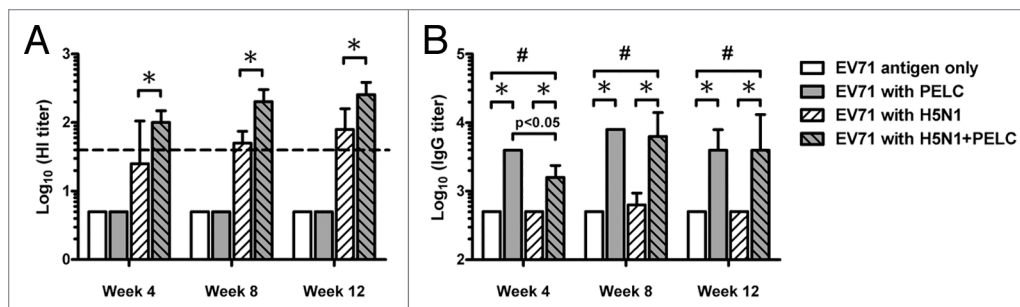 A
Log10 (HI titer)
3
2
1
0
*
*
*
Week 4
Week 8
Week 12
B
Log10 (IgG titer)
5
4
3
2
#
#
#
* *
* *
* *
p<0.05
Week 4
Week 8
Week 12
EV71 antigen only
EV71 with PELC
EV71 with H5N1
EV71 with H5N1+PELC